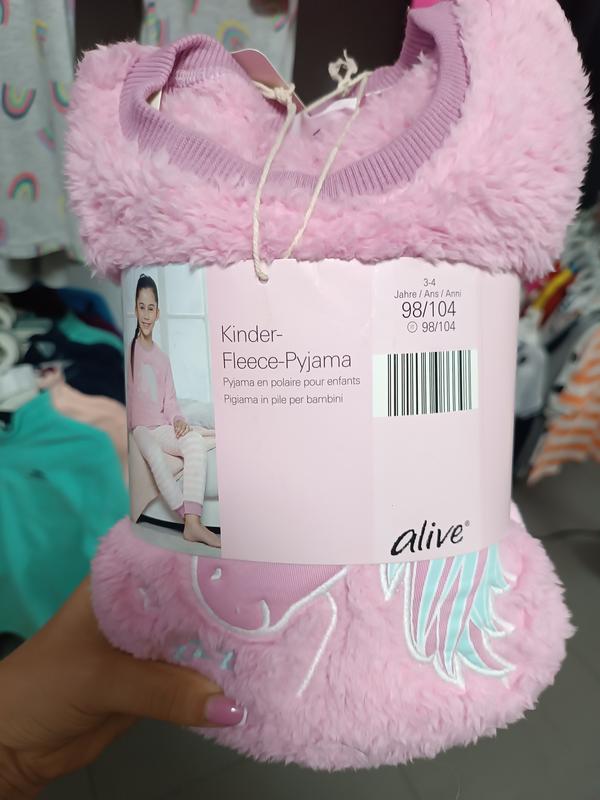 Kinder-
Fleece-Pyjama
Pyjama en polaire pour enfants
Pigiama in pile per bambini
3-4
Jahre / Ans / Anni
98/104
98/104
alive®